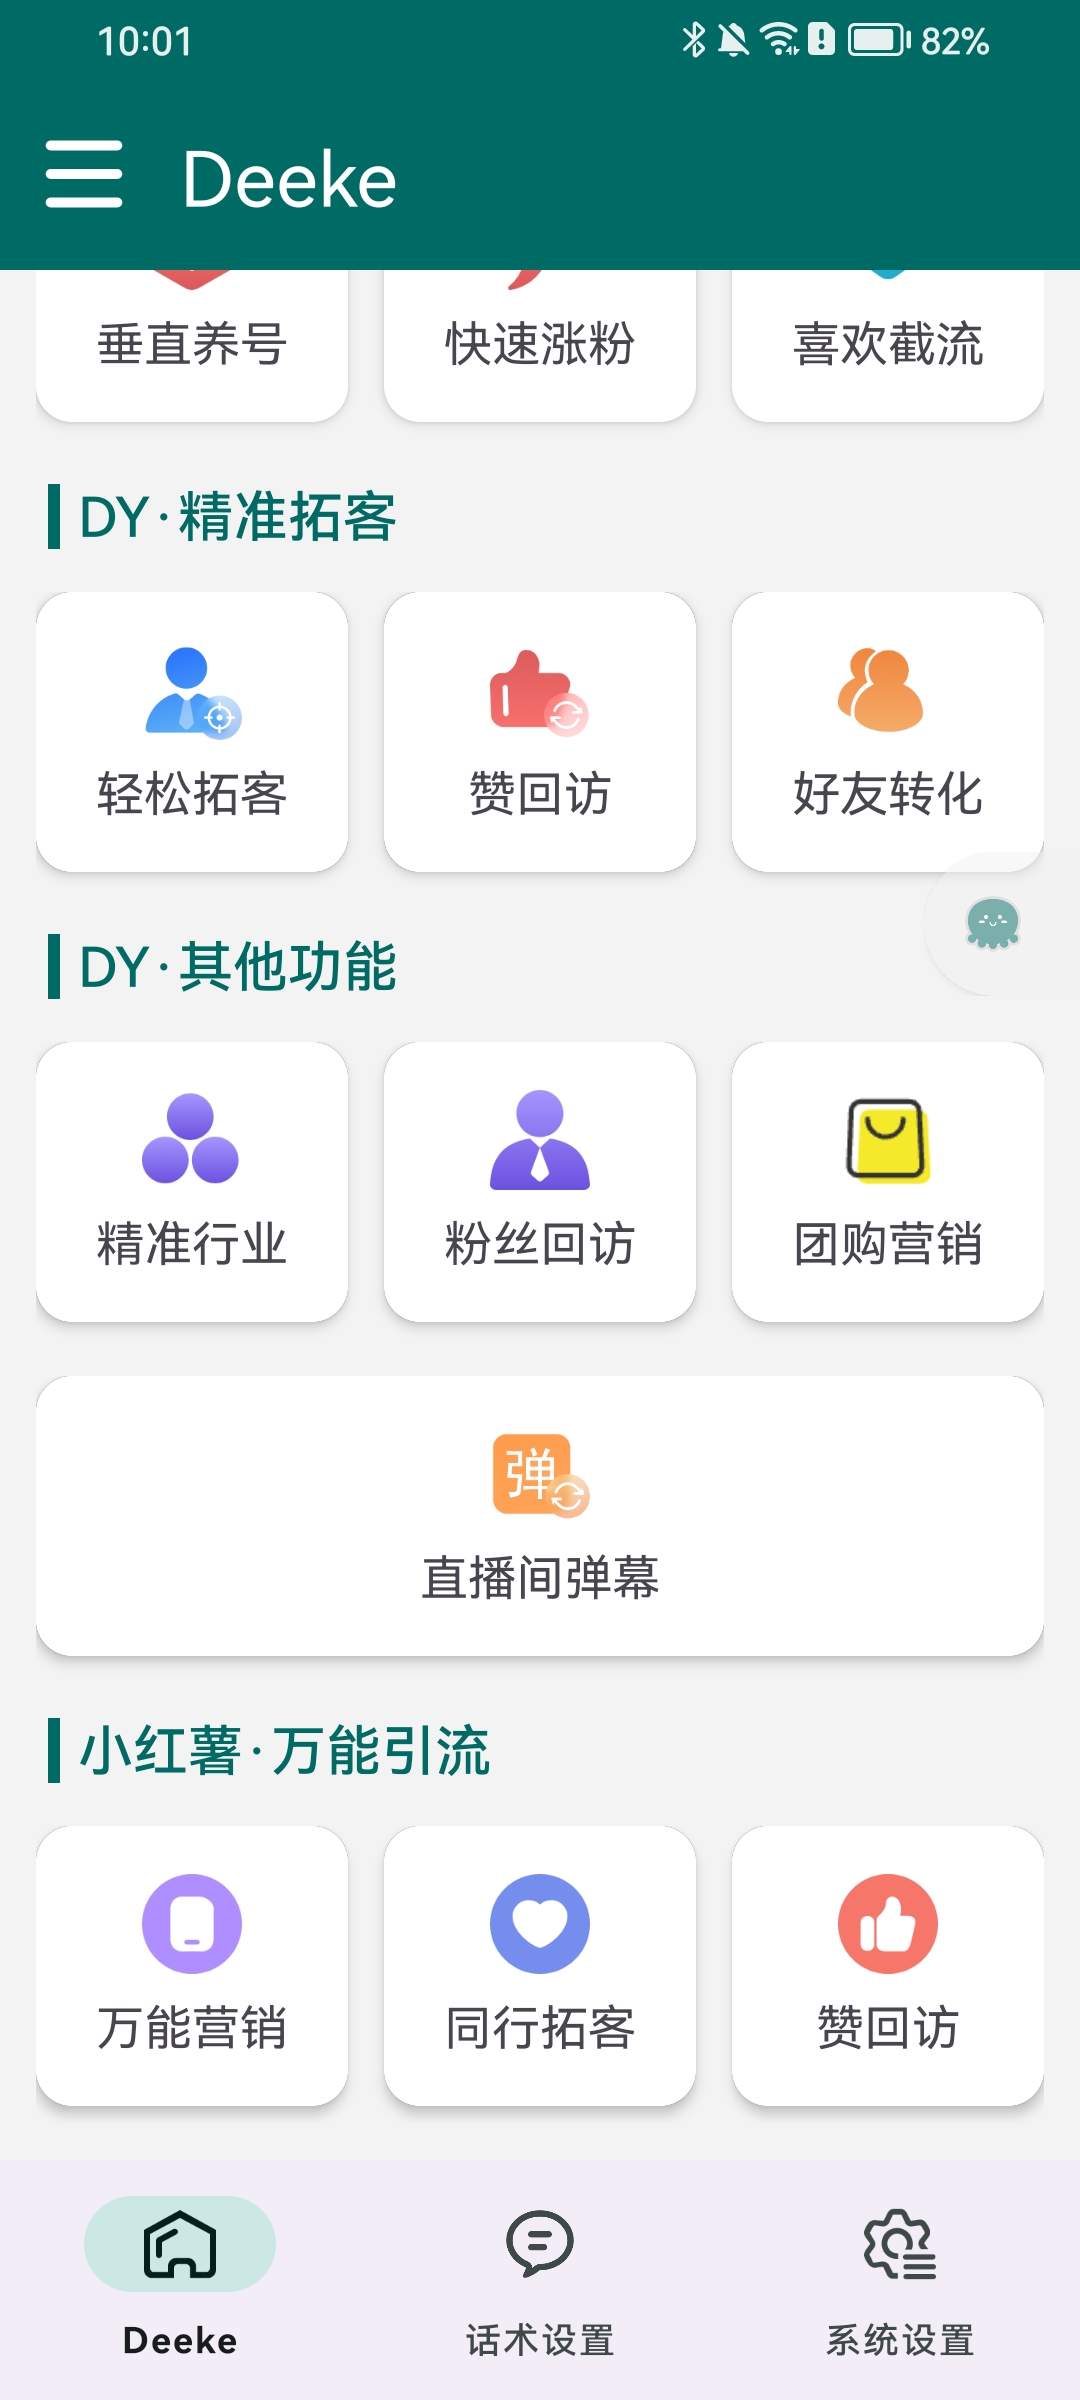 10:01
82%
Deeke
垂直养号
快速涨粉
喜欢截流
DY·精准拓客
轻松拓客
赞回访
好友转化
DY·其他功能
精准行业
粉丝回访
团购营销
弹
直播间弹幕
小红薯·万能引流
万能营销
同行拓客
赞回访
Deeke
话术设置
系统设置